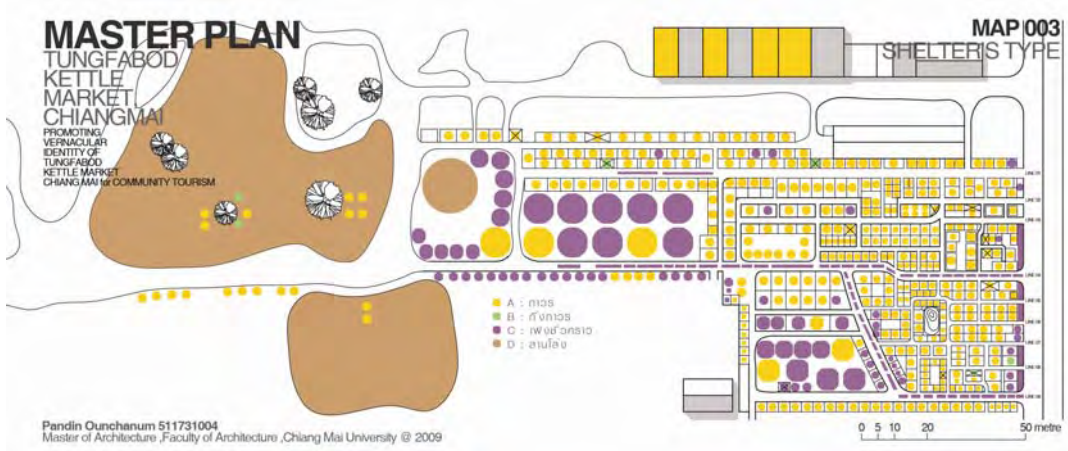 MASTER PLAN
TUNGFABOD
KETTLE
MARKET
CHIANGMAI
PROMOTING
VERNACULAR
IDENTITY OF
TUNGFABOD
KETTLE MARKET
CHIANG MAI for COMMUNITY TOURISM
MAP 003
SHELTER'S TYPE
A : ถาวร
B : กึ่งถาวร
C : เพิงชั่วคราว
D : ลานโล่ง
Pandin Ounchanum 511731004
Master of Architecture ,Faculty of Architecture ,Chiang Mai University @ 2009
0 5 10 20 50 metre